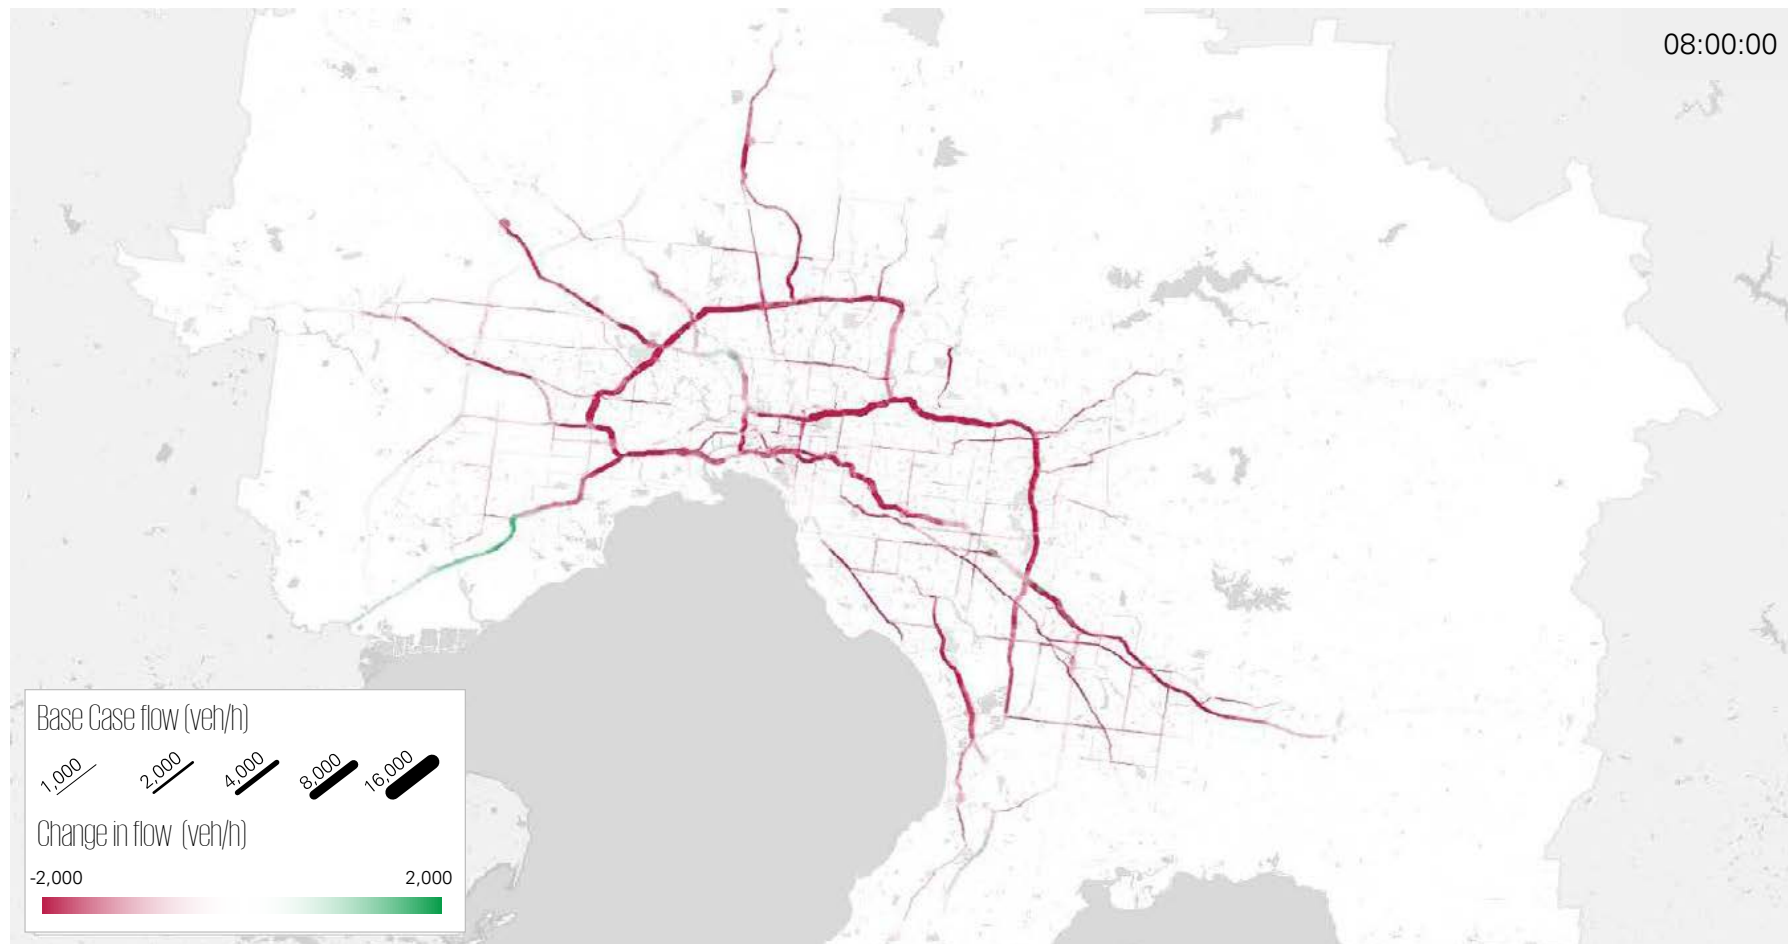 08:00:00
Base Case flow (veh/h)
1,000 2,000 4,000 8,000 16,000
Change in flow (veh/h)
-2,000 2,000